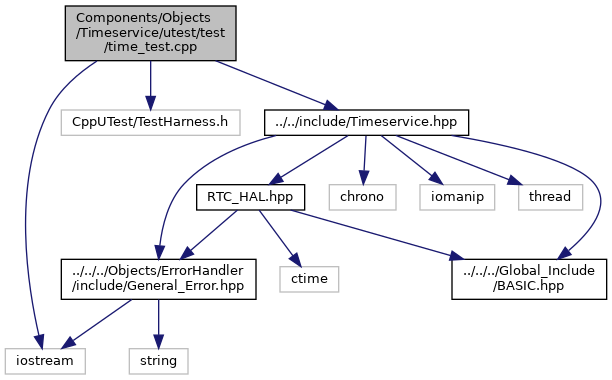 Components/Objects
/Timeservice/utest/test
/time_test.cpp
CppUTest/TestHarness.h
../../include/Timeservice.hpp
RTC_HAL.hpp
chrono
iomanip
thread
../../../Objects/ErrorHandler
/include/General_Error.hpp
ctime
../../../Global_Include
/BASIC.hpp
iostream
string